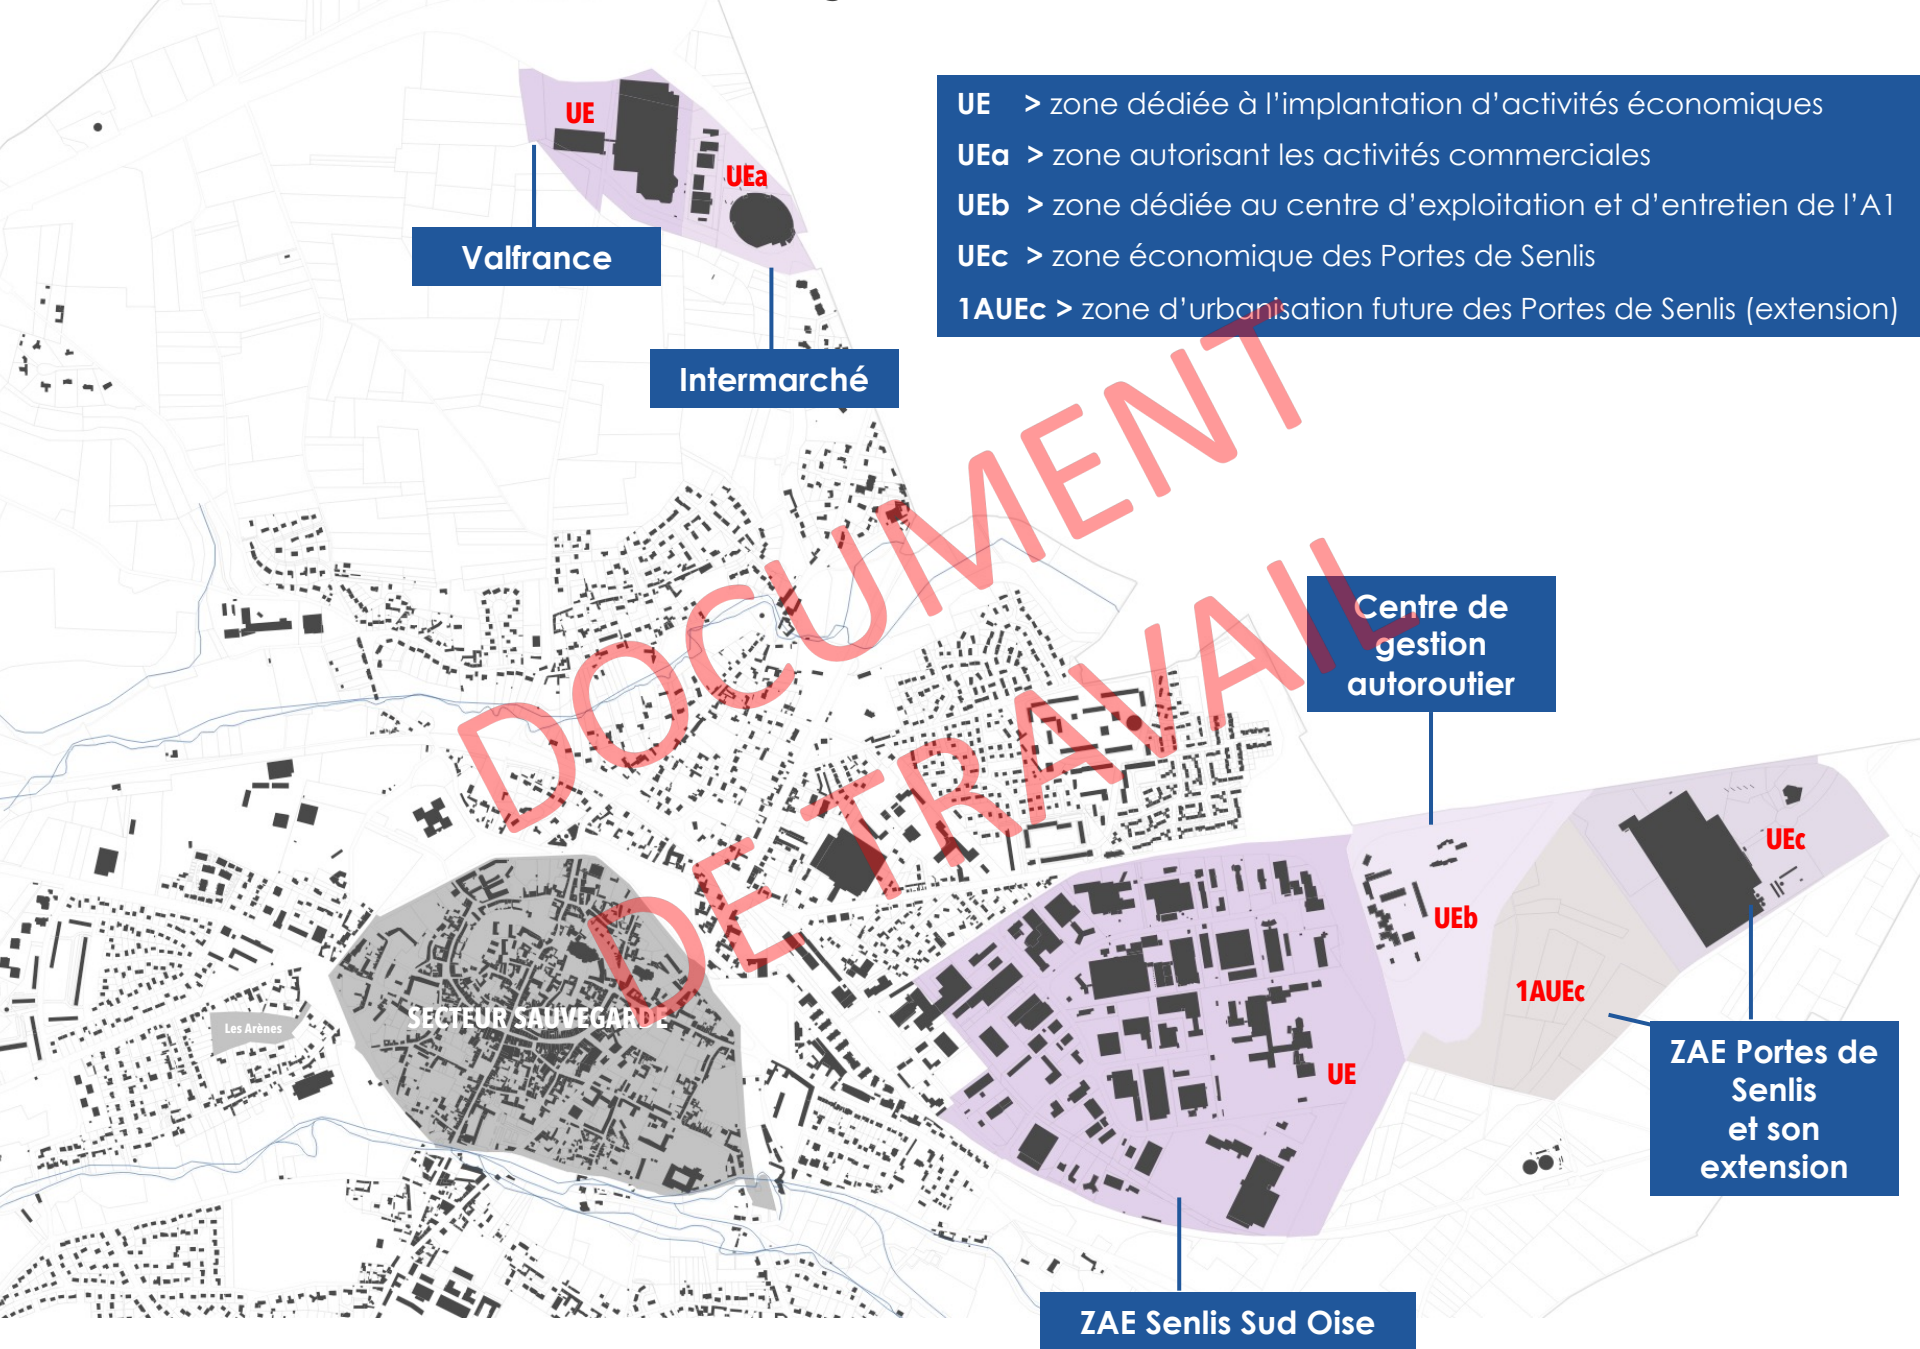 UE > zone dédiée à l’implantation d’activités économiques
UEa > zone autorisant les activités commerciales
UEb > zone dédiée au centre d’exploitation et d’entretien de l’A1
UEc > zone économique des Portes de Senlis
1AUEc > zone d’urbanisation future des Portes de Senlis (extension)
UE
UEa
Valfrance
Intermarché
DOCUMENT
DE TRAVAIL
Centre de
gestion
autoroutier
UEc
UEb
1AUEc
SECTEUR SAUVEGARDE
Les Arènes
UE
ZAE Portes de
Senlis
et son
extension
ZAE Senlis Sud Oise